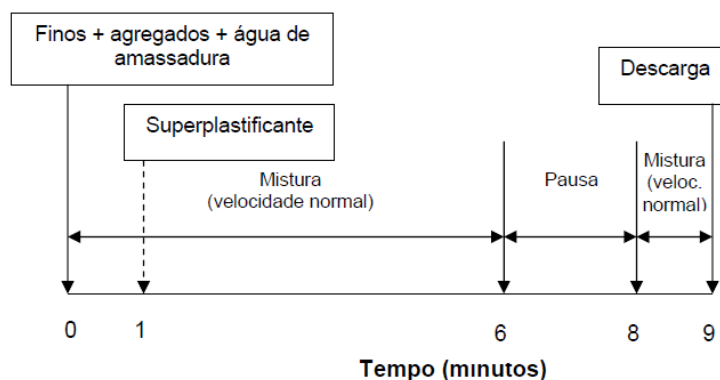 Finos + agregados + água de
amassadura
Descarga
Superplastificante
Mistura
(velocidade normal)
Pausa
Mistura
(veloc.
normal)
0 1 6 8 9
Tempo (minutos)